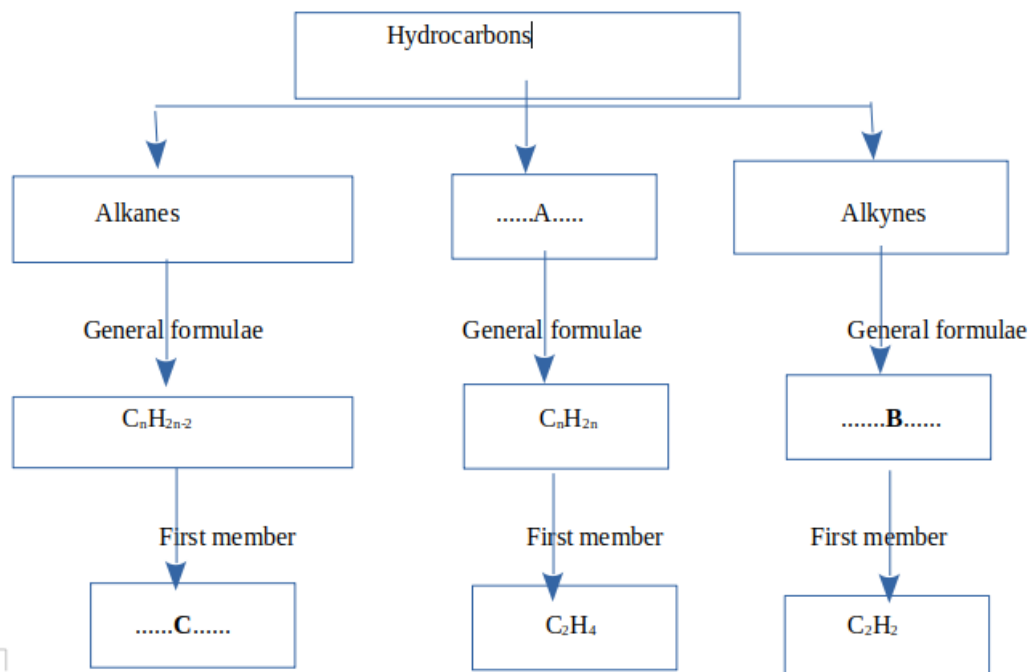 Hydrocarbons
Alkanes
......A.....
Alkynes
General formulae
General formulae
General formulae
CₙH₂ₙ₋₂
CₙH₂ₙ
.......B......
First member
First member
First member
......C......
C₂H₄
C₂H₂